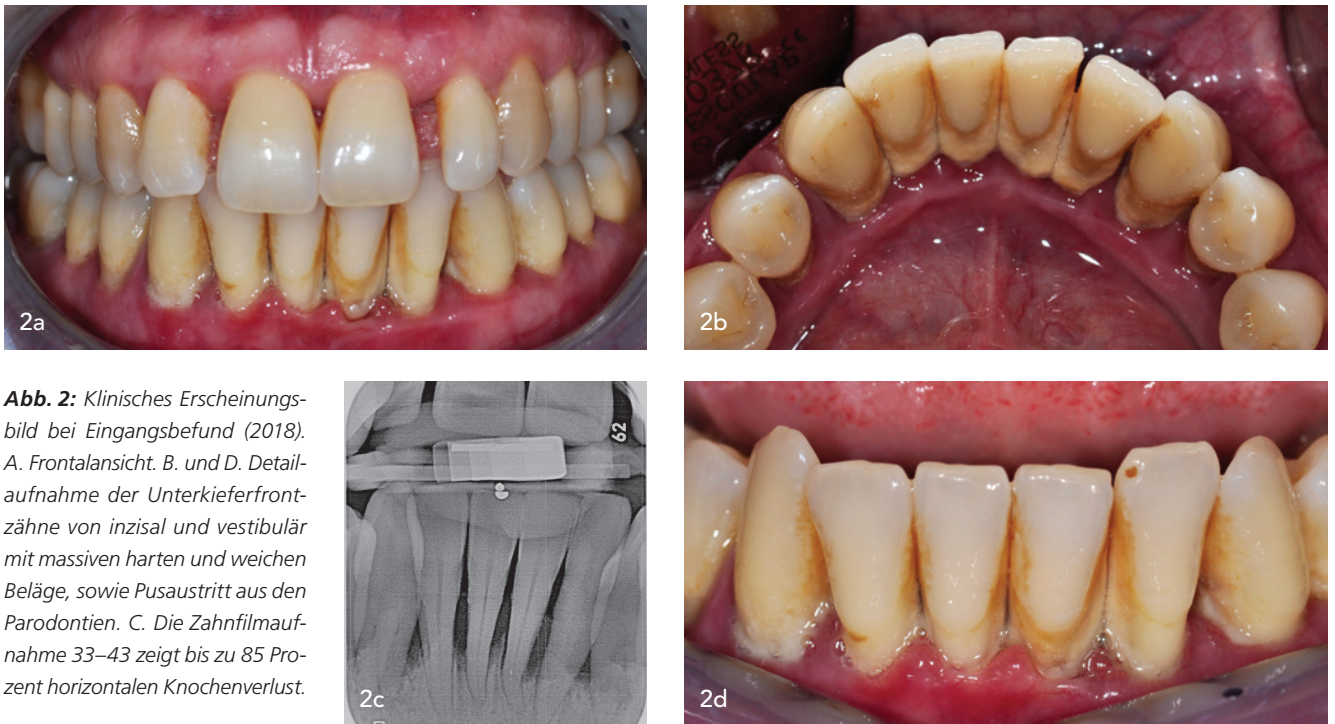 2a
2b
Abb. 2: Klinisches Erscheinungs-
bild bei Eingangsbefund (2018).
A. Frontalansicht. B. und D. Detail-
aufnahme der Unterkieferfront-
zähne von inzisal und vestibulär
mit massiven harten und weichen
Beläge, sowie Pusaustritt aus den
Parodontien. C. Die Zahnfilmauf-
nahme 33–43 zeigt bis zu 85 Pro-
zent horizontalen Knochenverlust.
62
2c
2d